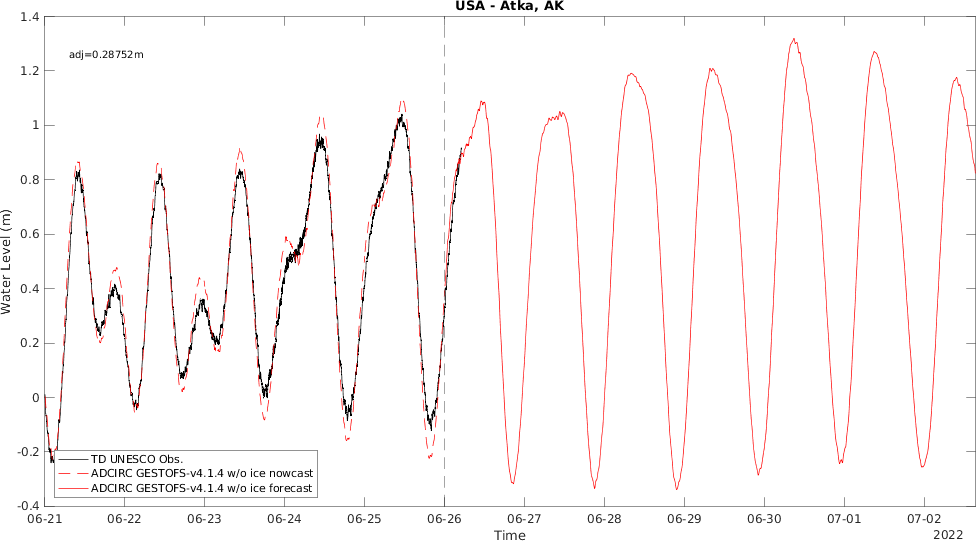 USA - Atka, AK
adj=0.28752m
Water Level (m)
1.4
1.2
1
0.8
0.6
0.4
0.2
0
-0.2
-0.4
TD UNESCO Obs.
ADCIRC GESTOFS-v4.1.4 w/o ice nowcast
ADCIRC GESTOFS-v4.1.4 w/o ice forecast
06-21 06-22 06-23 06-24 06-25 06-26 06-27 06-28 06-29 06-30 07-01 07-02
Time
2022